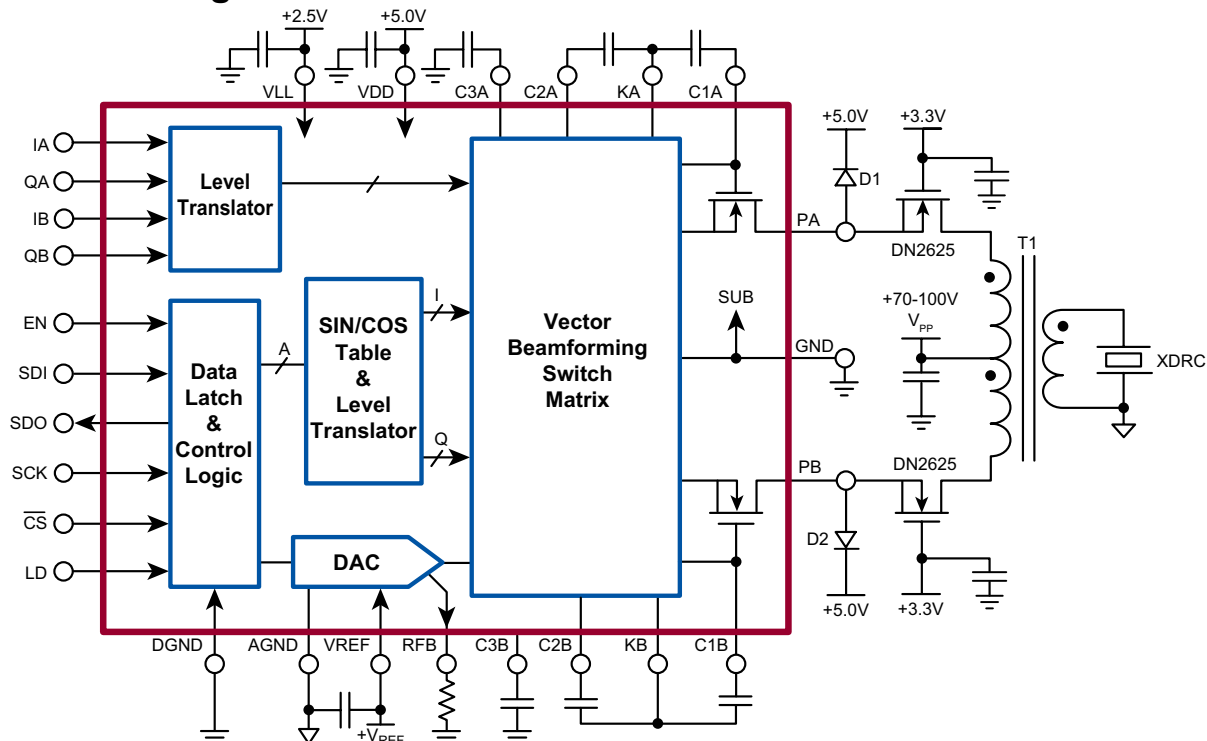 +2.5V
+5.0V
VLL
VDD
C3A
C2A
KA
C1A
+5.0V
+3.3V
IA
QA
IB
QB
Level
Translator
D1
PA
DN2625
T1
EN
SDI
SDO
SCK
CS
LD
Data
Latch
&
Control
Logic
A
SIN/COS
Table
&
Level
Translator
I
Q
Vector
Beamforming
Switch
Matrix
SUB
GND
+70-100V
VPP
XDRC
PB
DN2625
D2
DAC
+5.0V
+3.3V
DGND
AGND
VREF
RFB
C3B
C2B
KB
C1B
+VREF